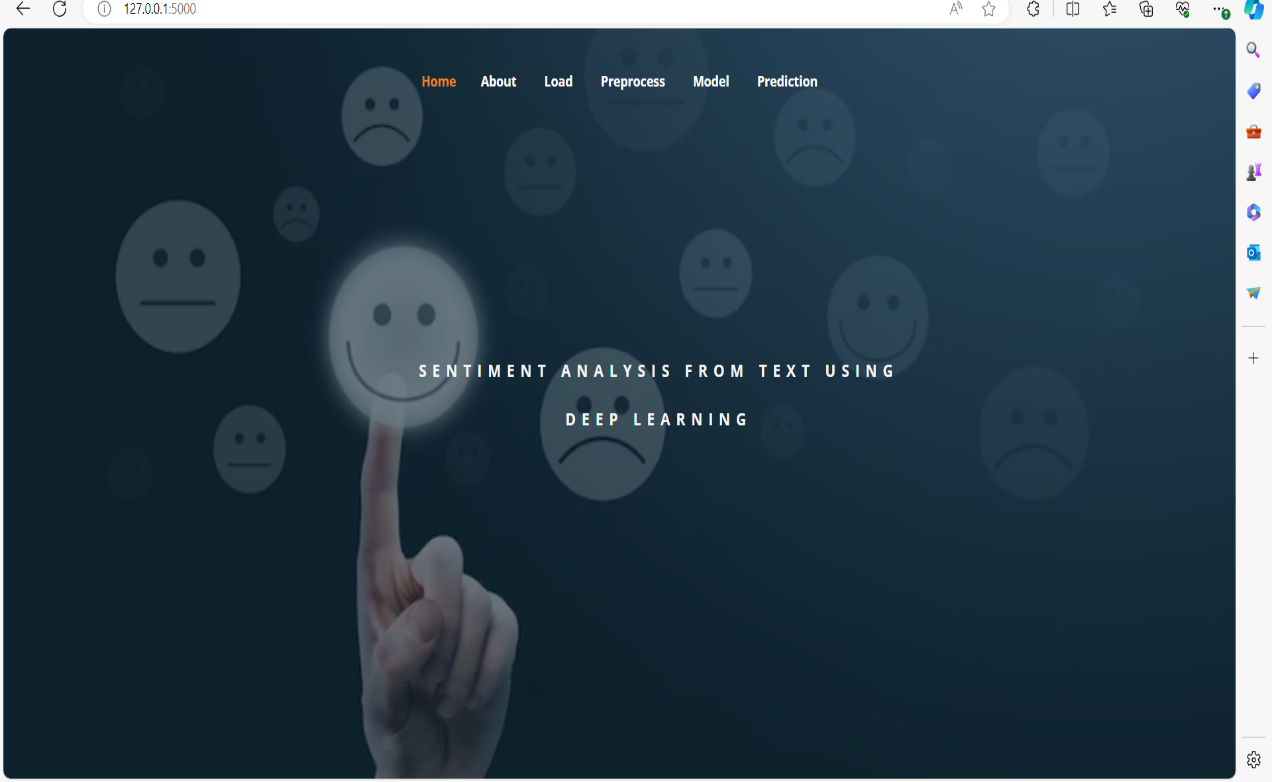 127.0.0.1:5000
Home About Load Preprocess Model Prediction
SENTIMENT ANALYSIS FROM TEXT USING
DEEP LEARNING